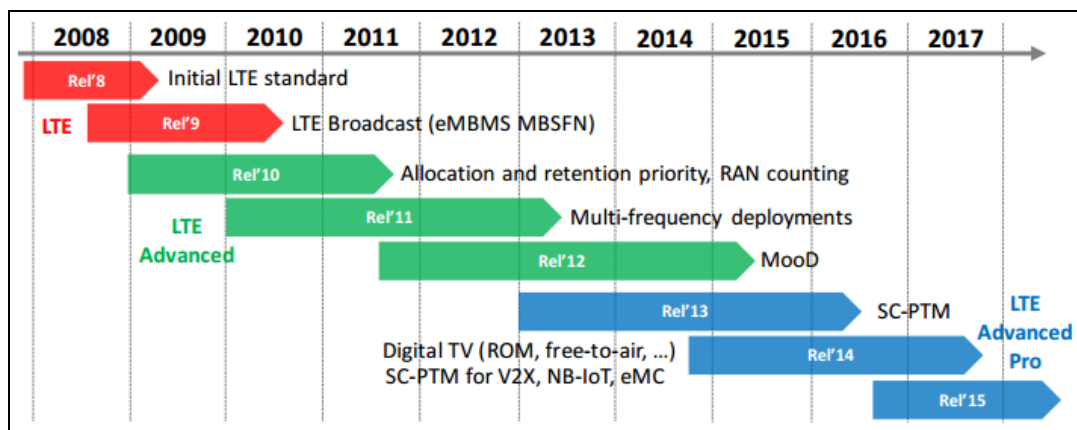 2008 2009 2010 2011 2012 2013 2014 2015 2016 2017
Rel'8 Initial LTE standard
LTE Rel'9 LTE Broadcast (eMBMS MBSFN)
Rel'10 Allocation and retention priority, RAN counting
Rel'11 Multi-frequency deployments
LTE
Advanced
Rel'12 MooD
Rel'13 SC-PTM
LTE
Advanced
Pro
Digital TV (ROM, free-to-air, ...) Rel'14
SC-PTM for V2X, NB-IoT, eMC
Rel'15